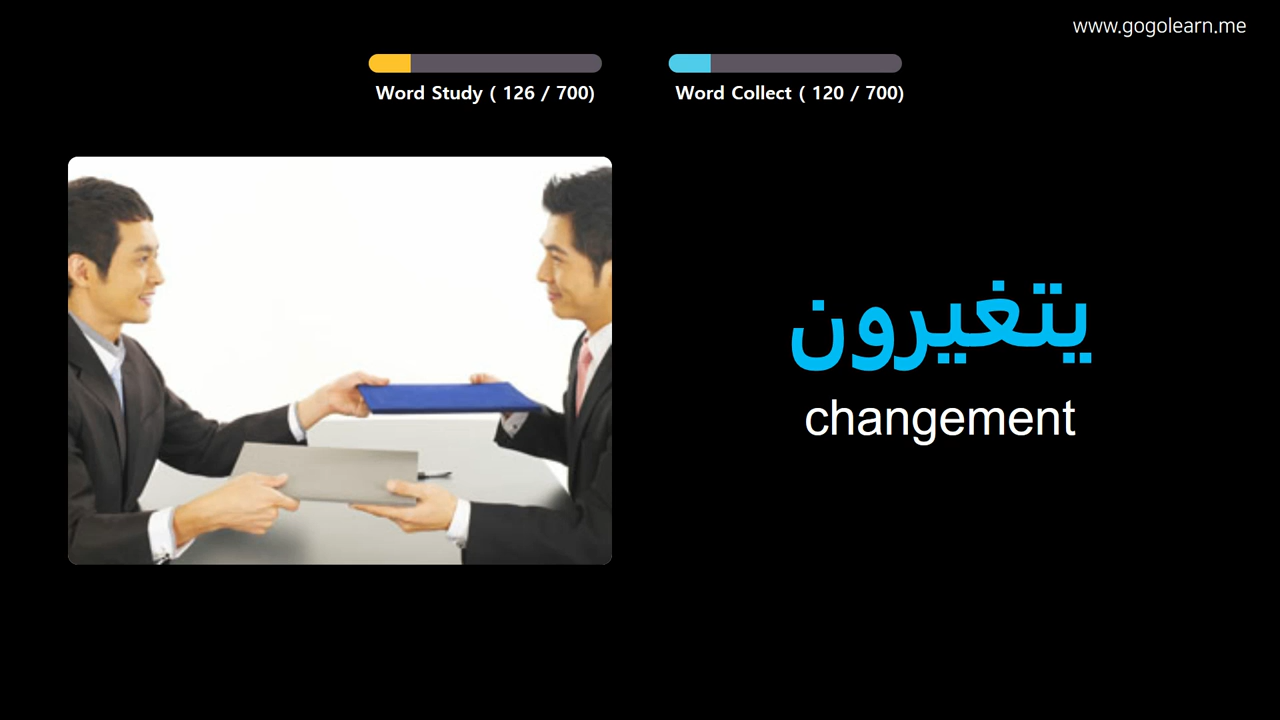 www.gogolearn.me
Word Study ( 126 / 700)
Word Collect ( 120 / 700)
يتغيرون
changement